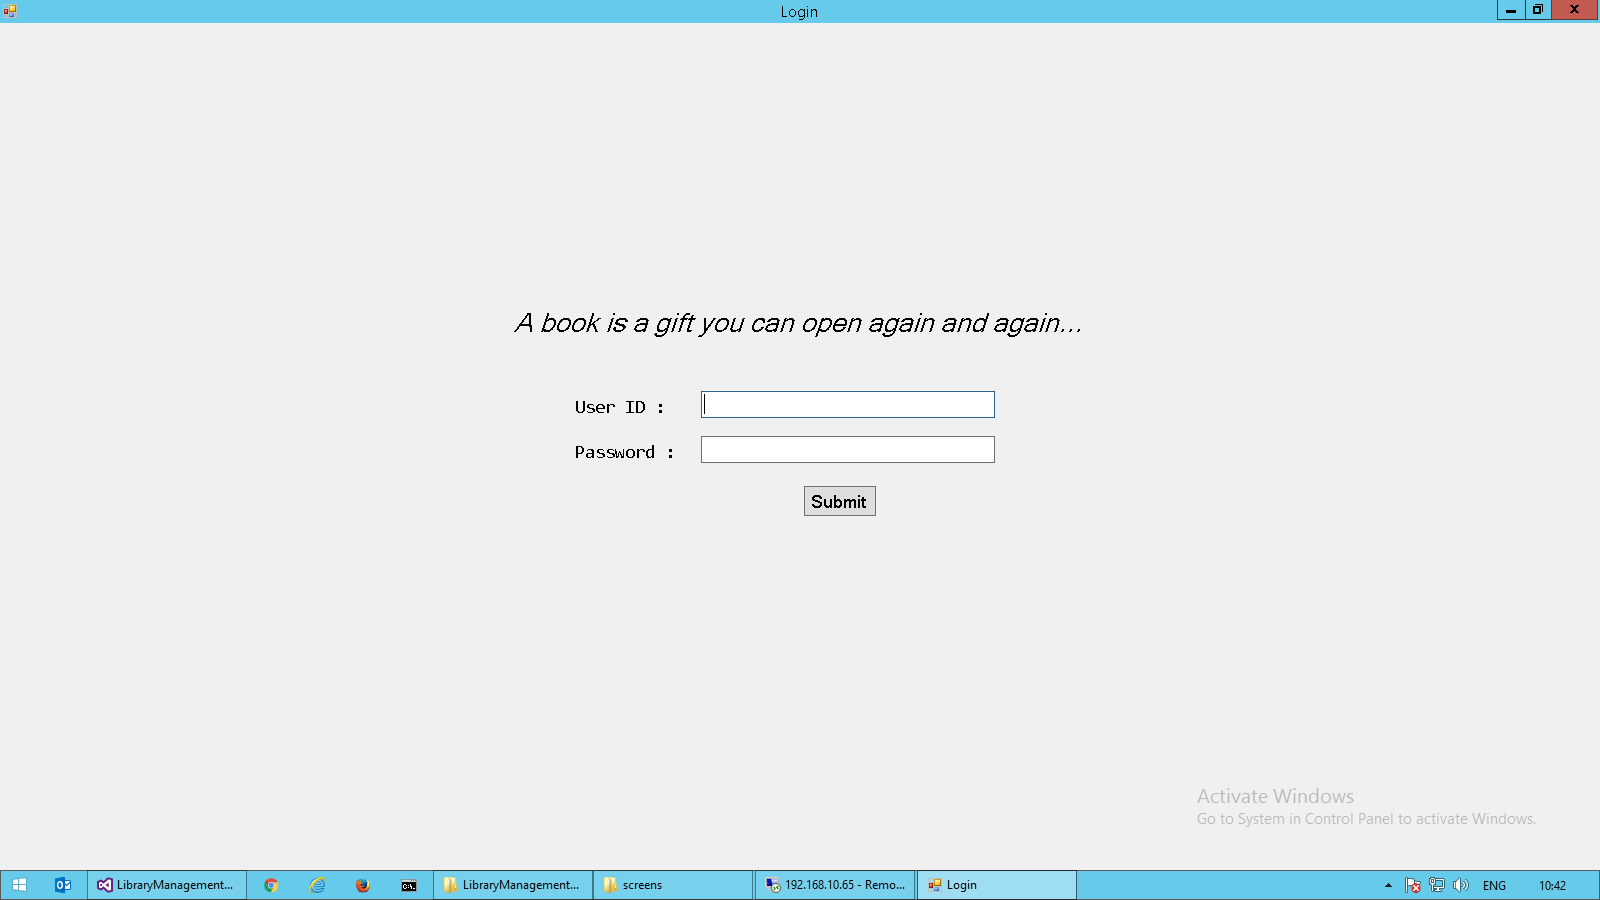 Login
A book is a gift you can open again and again...
User ID :
Password :
Submit
Activate Windows
Go to System in Control Panel to activate Windows.
LibraryManagement...
C:\.
LibraryManagement...
screens
192.168.10.65 - Remo...
Login
ENG
10:42